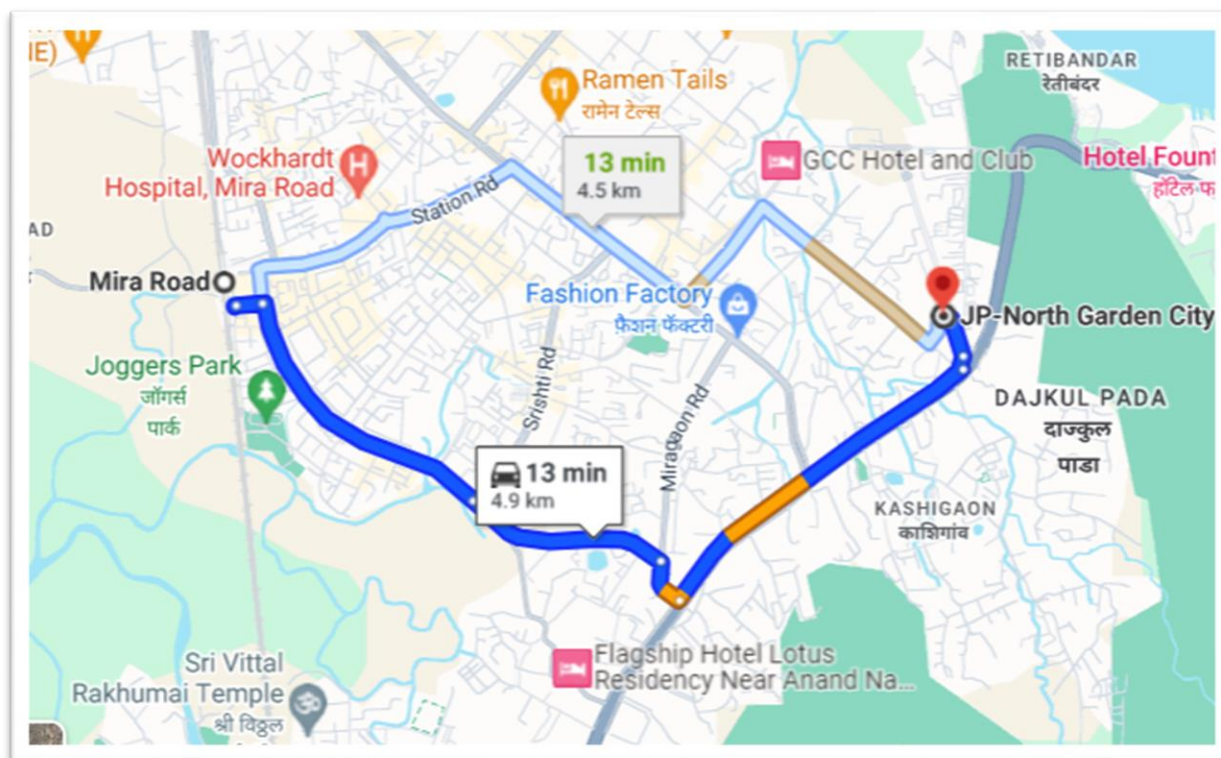 IE)
Ramen Tails
रामेन टेल्स
RETIBANDAR
रेतीबंदर
Wockhardt
Hospital, Mira Road
13 min
4.5 km
GCC Hotel and Club
Hotel Fount
Station Rd
AD
Mira Road
Fashion Factory
फ़ैशन फॅक्टरी
JP-North Garden City
Joggers Park
जॉगर्स
पार्क
Srishti Rd
Miragaon Rd
DAJKUL PADA
दाज्कुल
पाडा
13 min
4.9 km
KASHIGAON
काशिगांव
Flagship Hotel Lotus
Residency Near Anand Na...
Sri Vittal
Rakhumai Temple
श्री विठ्ठल